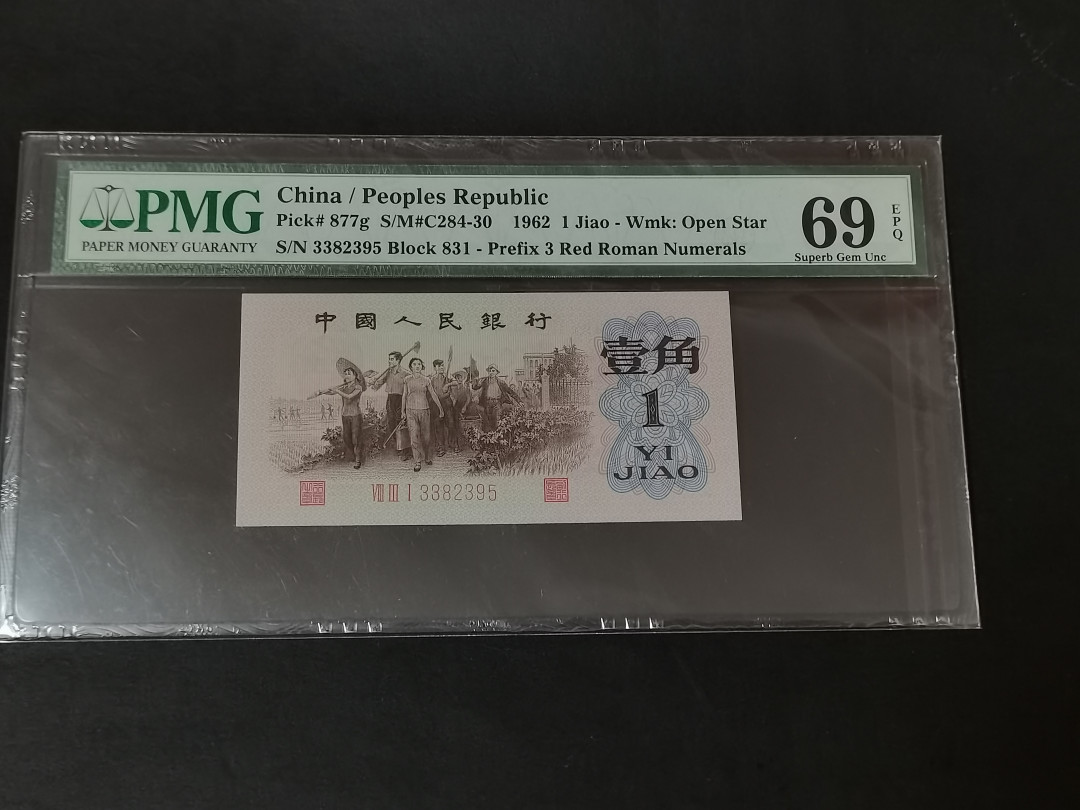 PMG
PAPER MONEY GUARANTY
China / Peoples Republic
Pick# 877g S/M#C284-30 1962 1 Jiao - Wmk: Open Star
S/N 3382395 Block 831 - Prefix 3 Red Roman Numerals
69
EPQ
Superb Gem Unc
中國人民銀行
壹角
1
YI
JIAO
VIII III I 3382395